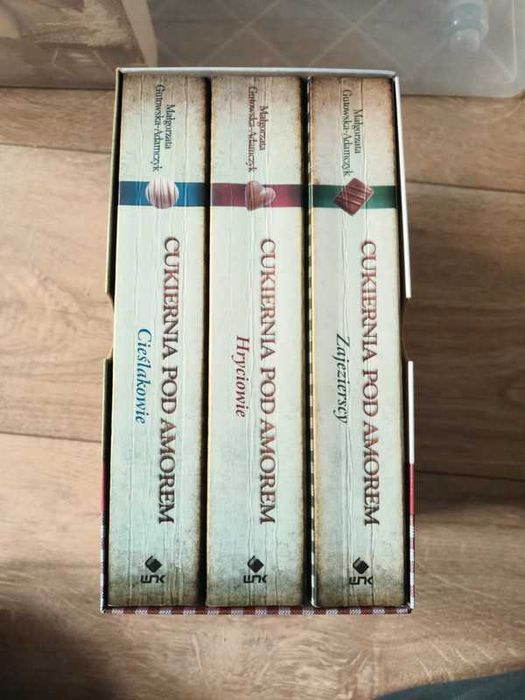 Małgorzata
Gutowska-Adamczyk
CUKIERNIA POD AMOREM
Cieślakowie
Małgorzata
Gutowska-Adamczyk
CUKIERNIA POD AMOREM
Hryciowie
Małgorzata
Gutowska-Adamczyk
CUKIERNIA POD AMOREM
Zajezierscy